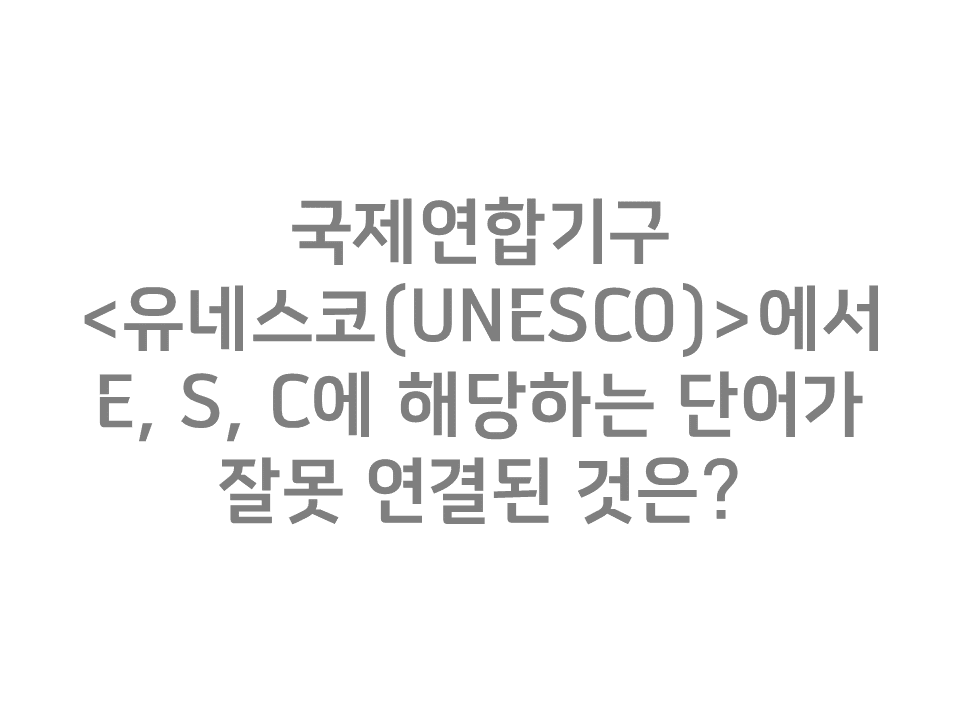 국제연합기구
<유네스코(UNESCO)>에서
E, S, C에 해당하는 단어가
잘못 연결된 것은?